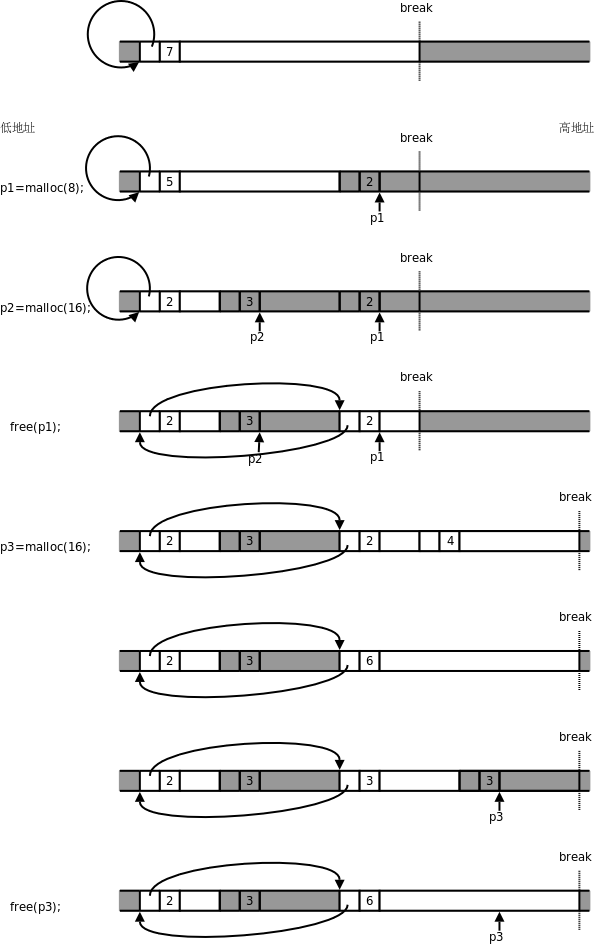 break
7
低地址 高地址
break
p1=malloc(8); 5 2
p1
break
p2=malloc(16); 2 3 2
p2 p1
break
free(p1); 2 3 2
p2 p1
break
p3=malloc(16); 2 3 2 4
break
2 3 6
break
2 3 3 3
p3
break
free(p3); 2 3 6
p3